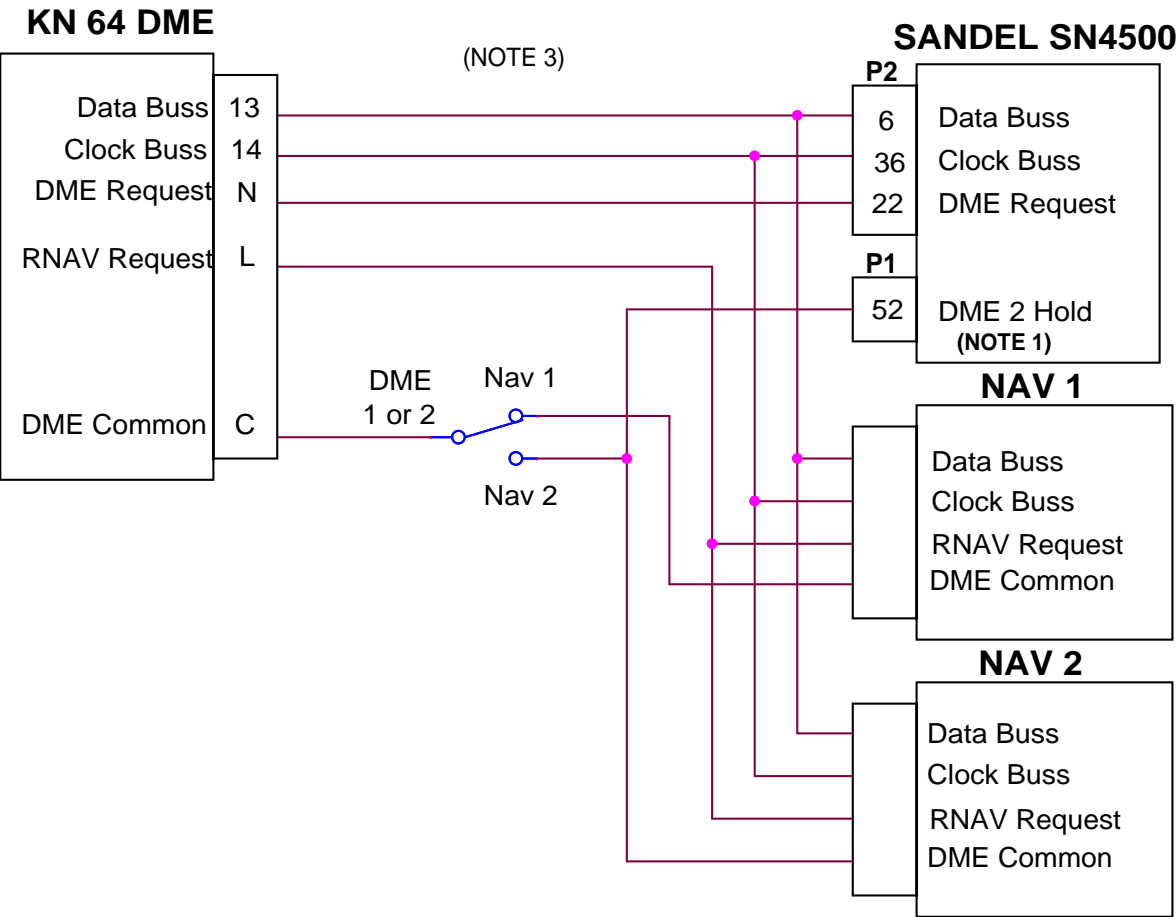 KN 64 DME
(NOTE 3)
SANDEL SN4500
P2
Data Buss 13
6 Data Buss
Clock Buss 14
36 Clock Buss
DME Request N
22 DME Request
RNAV Request L
P1
52 DME 2 Hold
(NOTE 1)
DME
1 or 2
Nav 1
Nav 2
DME Common C
NAV 1
Data Buss
Clock Buss
RNAV Request
DME Common
NAV 2
Data Buss
Clock Buss
RNAV Request
DME Common